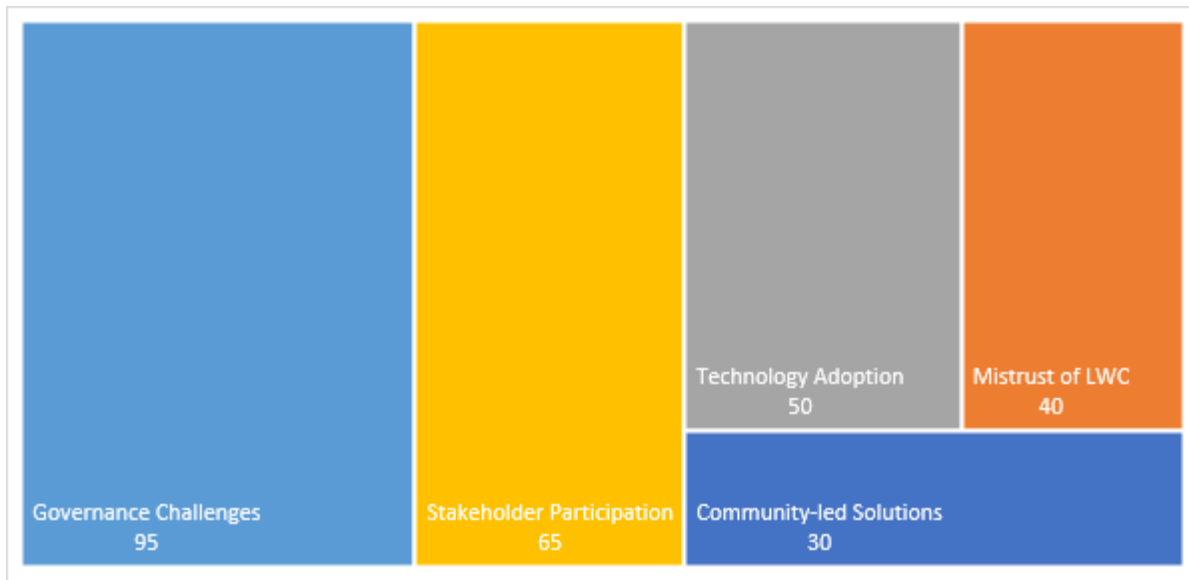 Governance Challenges
95
Stakeholder Participation
65
Technology Adoption
50
Mistrust of LWC
40
Community-led Solutions
30